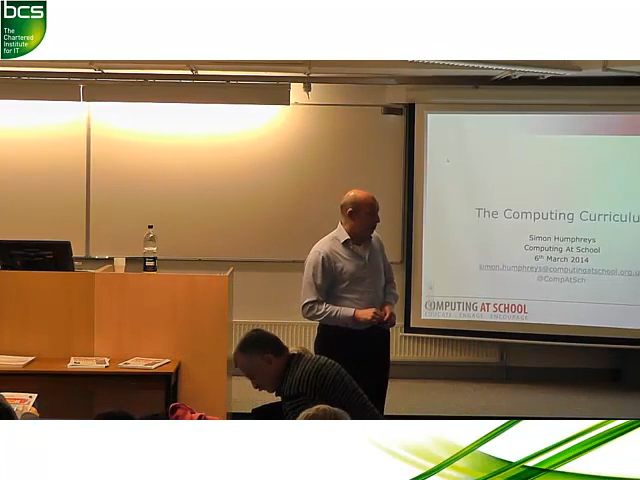 bcs
The
Chartered
Institute
for IT
The Computing Curriculu
Simon Humphreys
Computing At School
6th March 2014
simon.humphreys@computingatschool.org.u
@CompAtSch
COMPUTING AT SCHOOL
EDUCATE · ENGAGE · ENCOURAGE